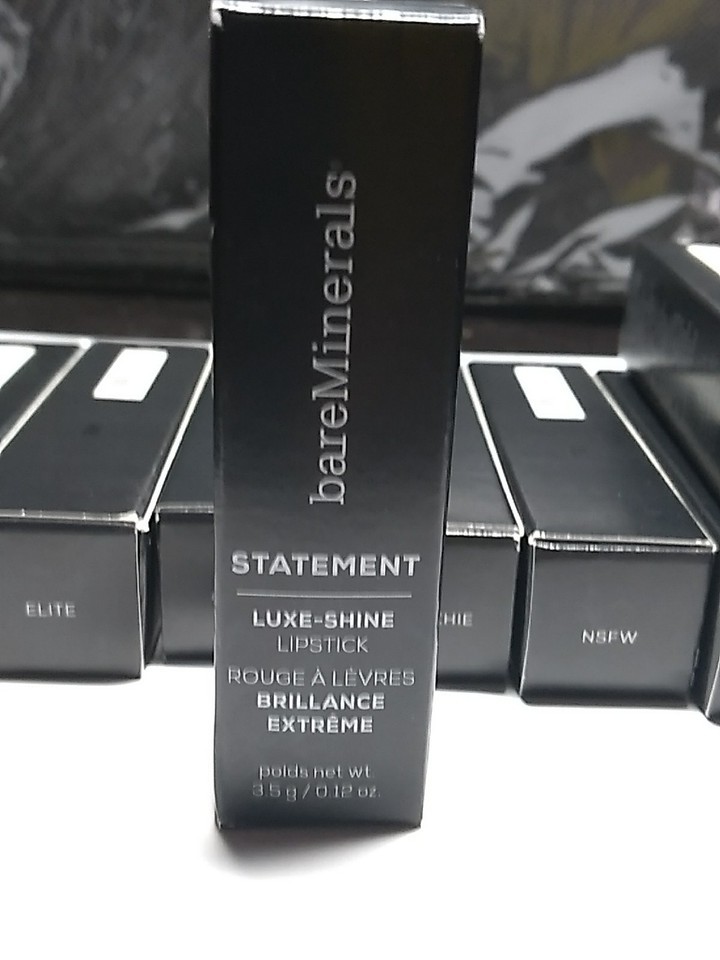 bareMinerals
STATEMENT
LUXE-SHINE
LIPSTICK
ROUGE À LÈVRES
BRILLANCE
EXTRÊME
poids net wt.
3.5 g / 0.12 oz.
ELITE
HIE
NSFW